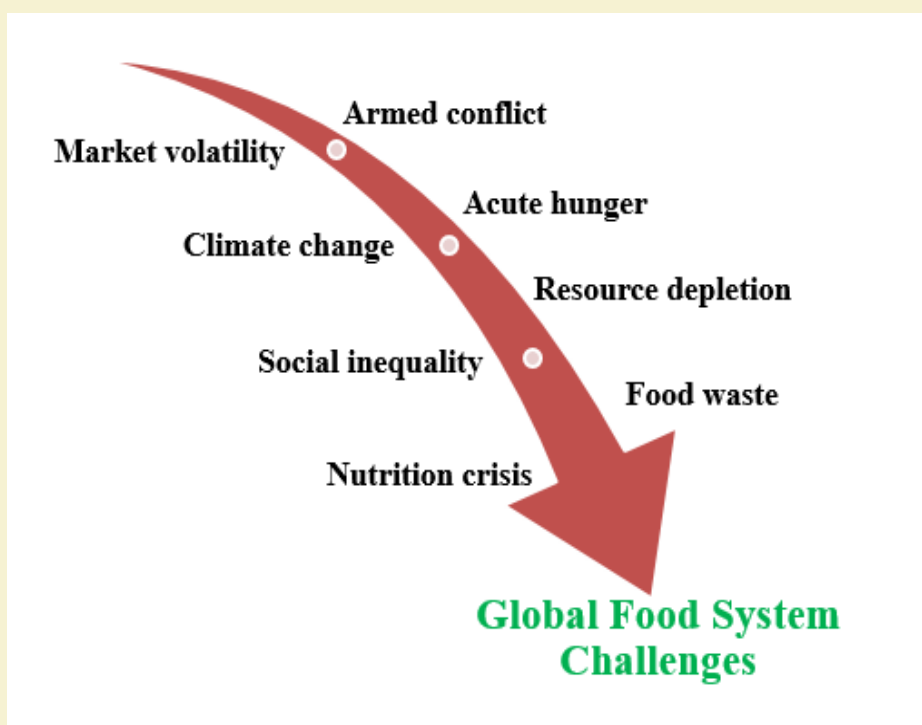 Armed conflict
Market volatility
Acute hunger
Climate change
Resource depletion
Social inequality
Food waste
Nutrition crisis
Global Food System
Challenges